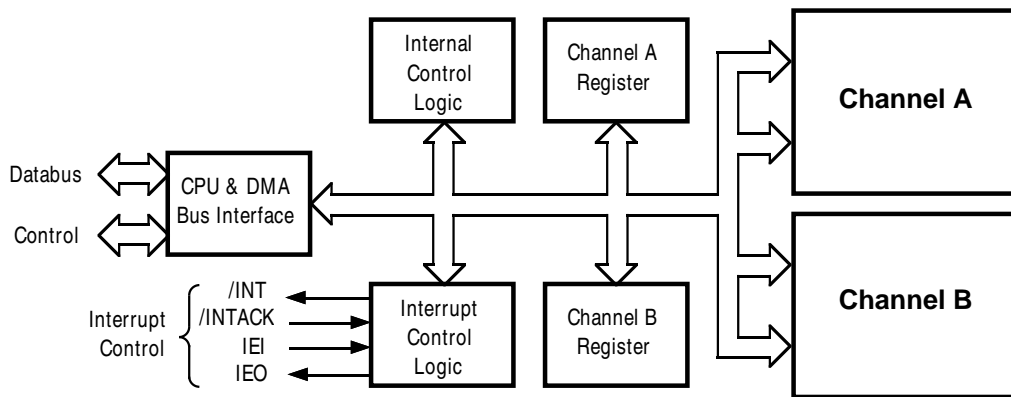 Internal
Control
Logic
Channel A
Register
Channel A
Databus
Control
CPU & DMA
Bus Interface
Channel B
Interrupt
Control
/INT
/INTACK
IEI
IEO
Interrupt
Control
Logic
Channel B
Register